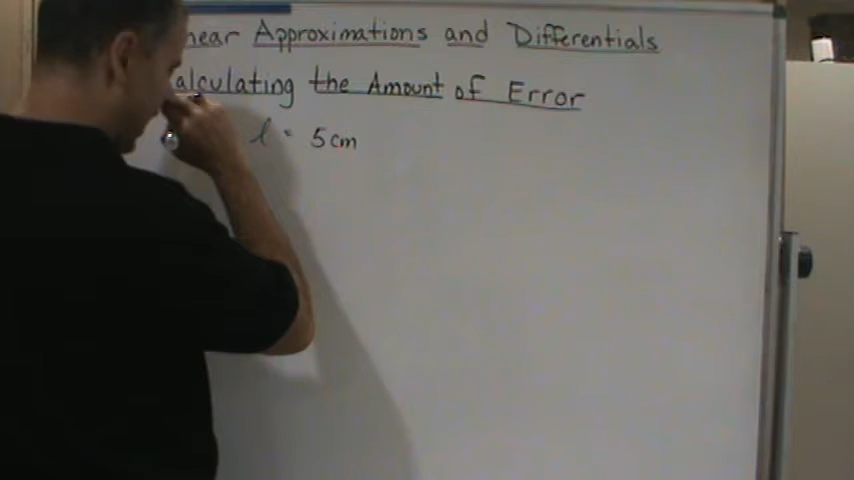 near Approximations and Differentials
alculating the Amount of Error
l = 5cm